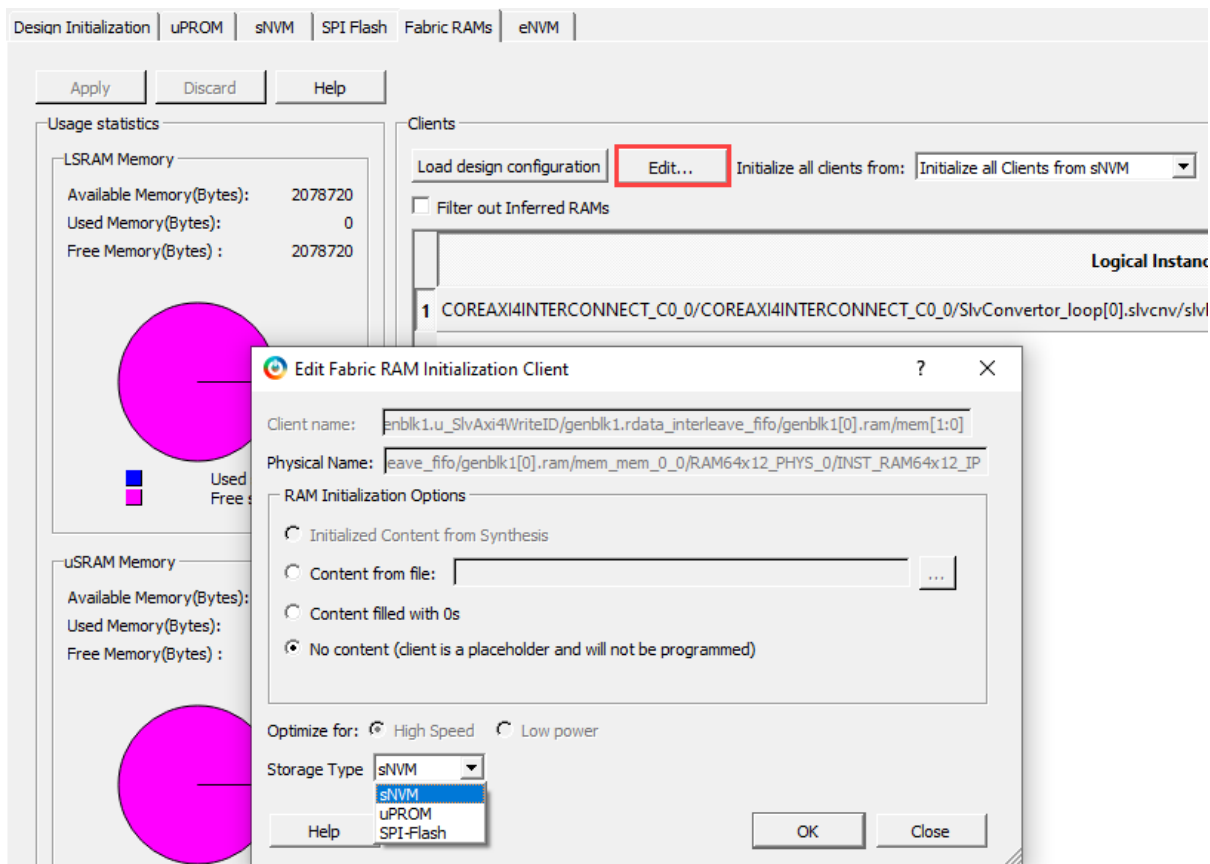 Design Initialization uPROM sNVM SPI Flash Fabric RAMs eNVM
Apply Discard Help
Usage statistics
LSRAM Memory
Available Memory(Bytes): 2078720
Used Memory(Bytes): 0
Free Memory(Bytes) : 2078720
Used
Free
uSRAM Memory
Available Memory(Bytes):
Used Memory(Bytes):
Free Memory(Bytes) :
Clients
Load design configuration Edit... Initialize all clients from: Initialize all Clients from sNVM
Filter out Inferred RAMs
Logical
1 COREAXI4INTERCONNECT_C0_0/COREAXI4INTERCONNECT_C0_0/SlvConvertor_loop[0].slvcnv/
Edit Fabric RAM Initialization Client ?
Client name: enblk1.u_SlvAxi4WriteID/genblk1.rdata_interleave_fifo/genblk1[0].ram/mem[1:0]
Physical Name: eave_fifo/genblk1[0].ram/mem_mem_0_0/RAM64x12_PHYS_0/INST_RAM64x12_IP
RAM Initialization Options
Initialized Content from Synthesis
Content from file: ...
Content filled with 0s
No content (client is a placeholder and will not be programmed)
Optimize for: High Speed Low power
Storage Type sNVM
sNVM
uPROM
SPI-Flash
Help OK Close